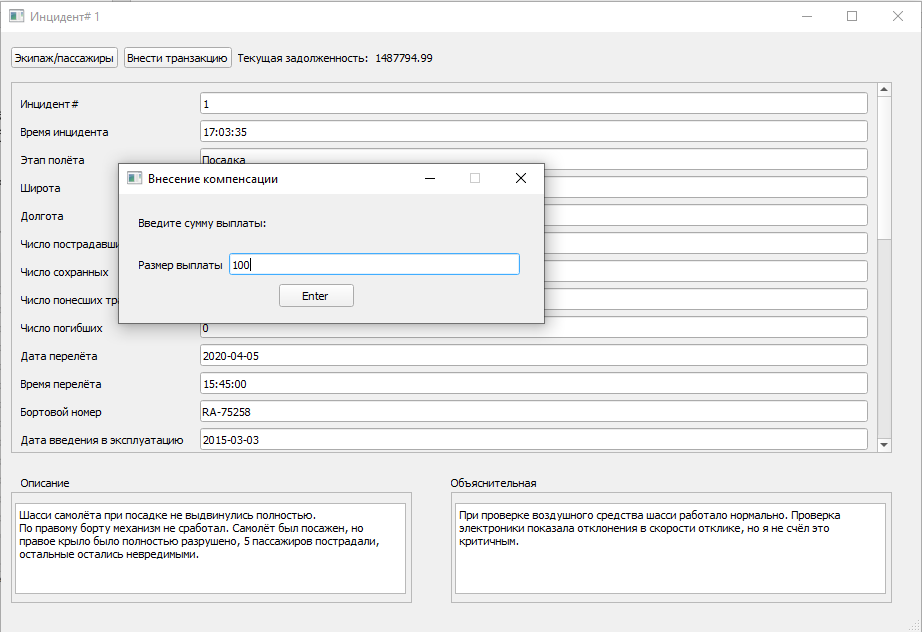 Инцидент# 1
Экипаж/пассажиры Внести транзакцию Текущая задолженность: 1487794.99
Инцидент# 1
Время инцидента 17:03:35
Этап полёта Посадка
Широта
Долгота
Число пострадавши
Число сохранных
Число понесших тра
Число погибших 0
Дата перелёта 2020-04-05
Время перелёта 15:45:00
Бортовой номер RA-75258
Дата введения в эксплуатацию 2015-03-03
Внесение компенсации
Введите сумму выплаты:
Размер выплаты 100
Enter
Описание
Шасси самолёта при посадке не выдвинулись полностью.
По правому борту механизм не сработал. Самолёт был посажен, но
правое крыло было полностью разрушено, 5 пассажиров пострадали,
остальные остались невредимыми.
Объяснительная
При проверке воздушного средства шасси работало нормально. Проверка
электроники показала отклонения в скорости отклике, но я не счёл это
критичным.